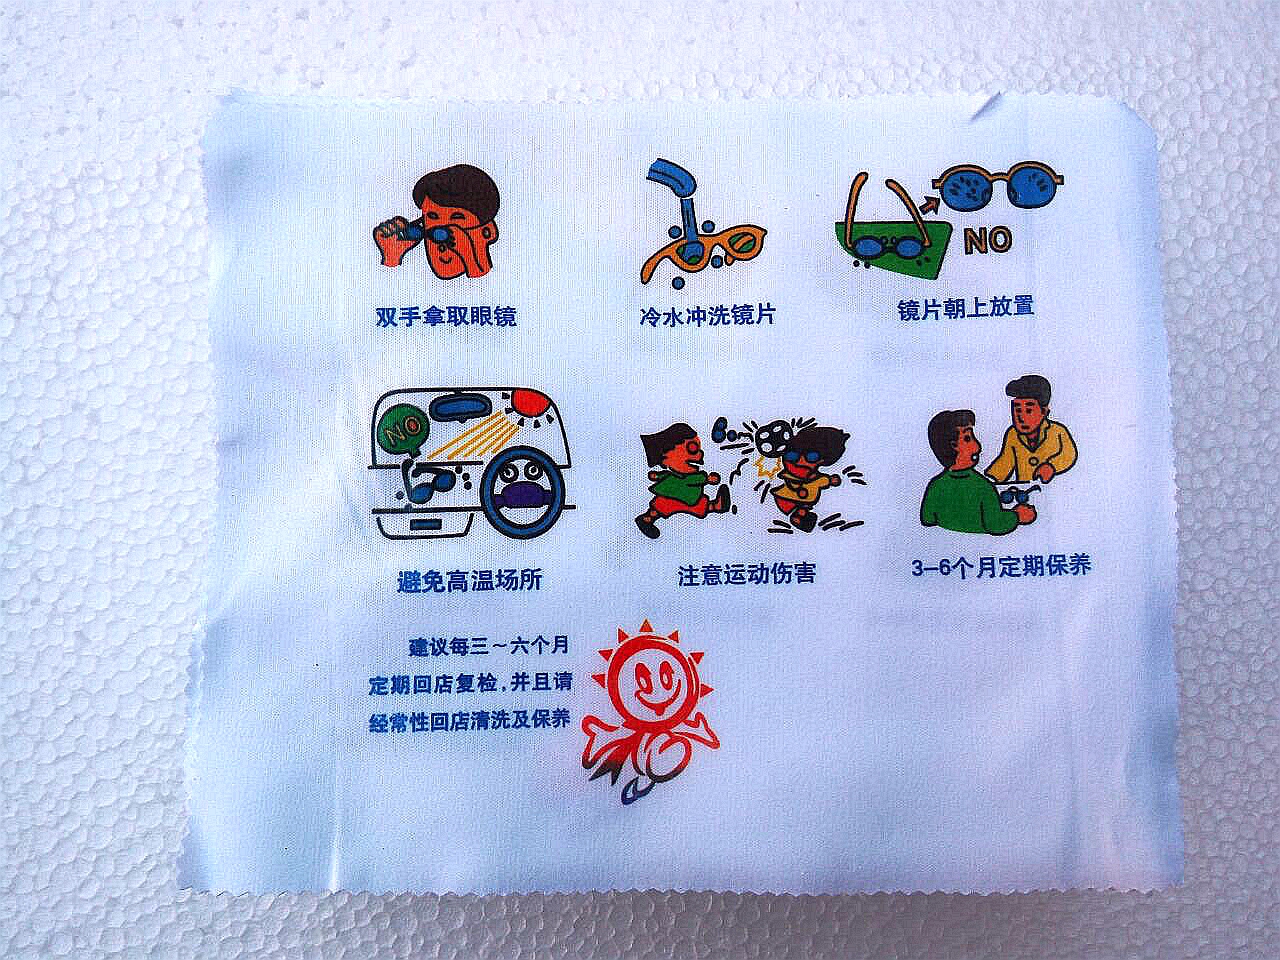 双手拿取眼镜
冷水冲洗镜片
NO
镜片朝上放置
NO
避免高温场所
注意运动伤害
3-6个月定期保养
建议每三～六个月
定期回店复检,并且请
经常性回店清洗及保养